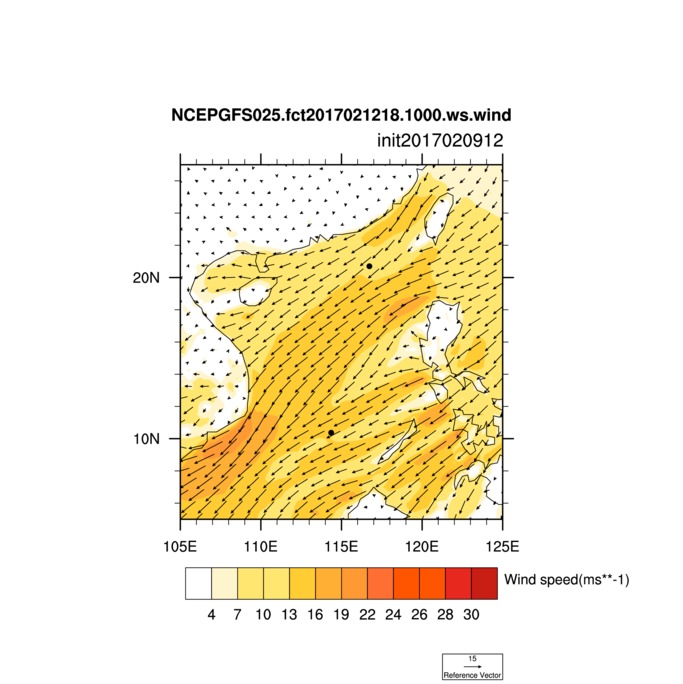 NCEPGFS025.fct2017021218.1000.ws.wind
init2017020912
20N
10N
105E 110E 115E 120E 125E
Wind speed(ms**-1)
4 7 10 13 16 19 22 24 26 28 30
15
Reference Vector